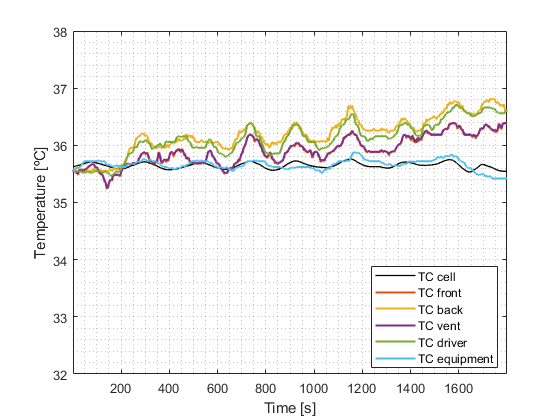 38
37
36
35
34
33
32
Temperature [ºC]
200 400 600 800 1000 1200 1400 1600
Time [s]
TC cell
TC front
TC back
TC vent
TC driver
TC equipment